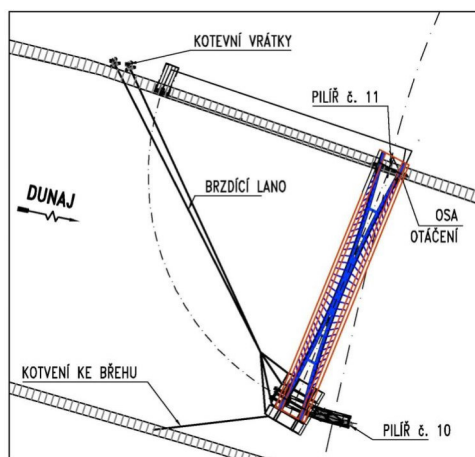 KOTEVNÍ VRÁTKY
PILÍŘ č. 11
BRZDÍCÍ LANO
DUNAJ
OSA
OTÁČENÍ
KOTVENÍ KE BŘEHU
PILÍŘ č. 10